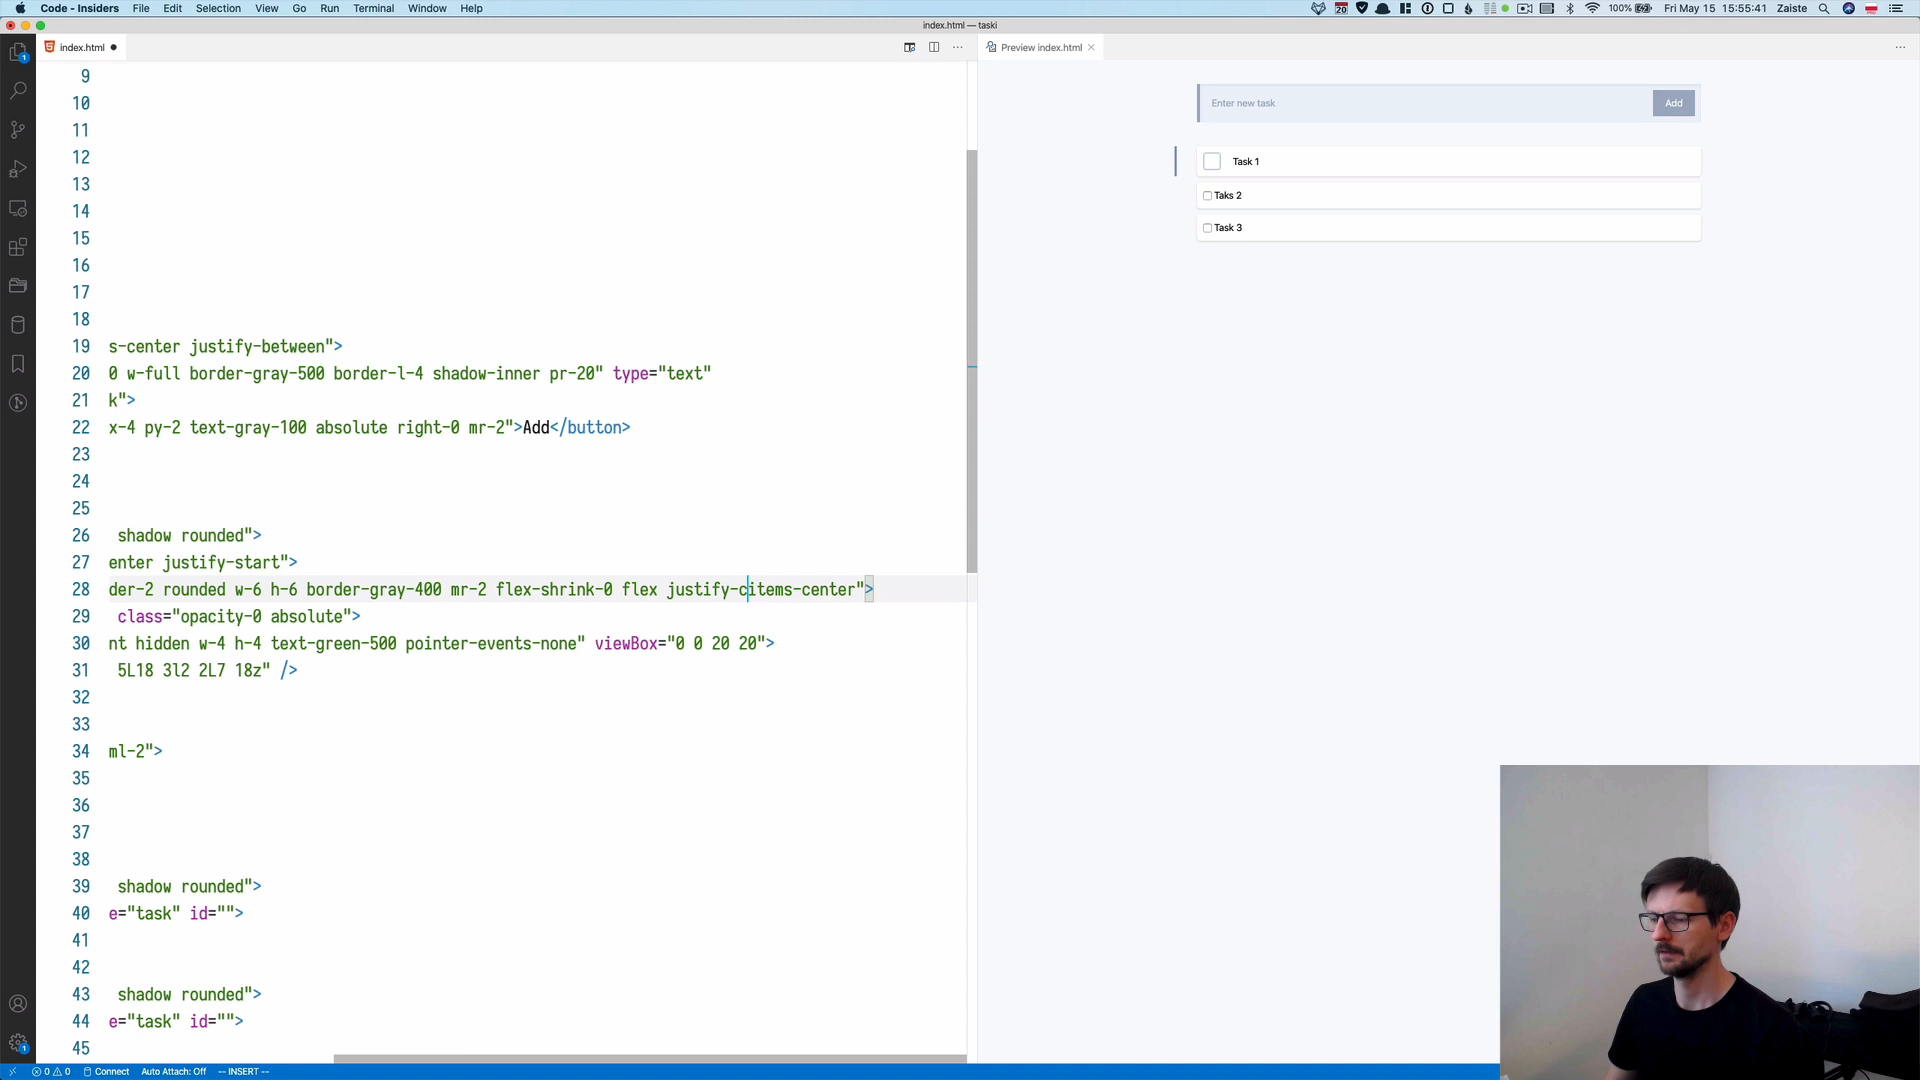 Code - Insiders File Edit Selection View Go Run Terminal Window Help
20 100% Fri May 15 15:55:41 Zaiste
index.html — taski
index.html
Preview index.html
9
10
11
12
13
14
15
16
17
18
19 s-center justify-between">
20 0 w-full border-gray-500 border-l-4 shadow-inner pr-20" type="text"
21 k">
22 x-4 py-2 text-gray-100 absolute right-0 mr-2">Add</button>
23
24
25
26 shadow rounded">
27 enter justify-start">
28 der-2 rounded w-6 h-6 border-gray-400 mr-2 flex-shrink-0 flex justify-citems-center">
29 class="opacity-0 absolute">
30 nt hidden w-4 h-4 text-green-500 pointer-events-none" viewBox="0 0 20 20">
31 5L18 3l2 2L7 18z" />
32
33
34 ml-2">
35
36
37
38
39 shadow rounded">
40 e="task" id="">
41
42
43 shadow rounded">
44 e="task" id="">
45
Enter new task
Add
Task 1
Taks 2
Task 3
1
1
0 0 Connect Auto Attach: Off -- INSERT --